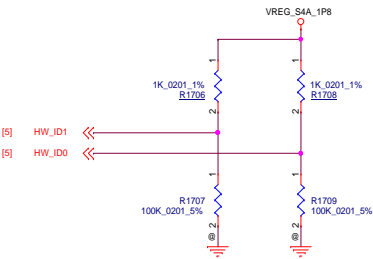 VREG_S4A_1P8
1
1
1K_0201_1%
R1706
1K_0201_1%
R1708
2
2
[5] HW_ID1
[5] HW_ID0
1
1
R1707
100K_0201_5%
R1709
100K_0201_5%
2
2
@
@